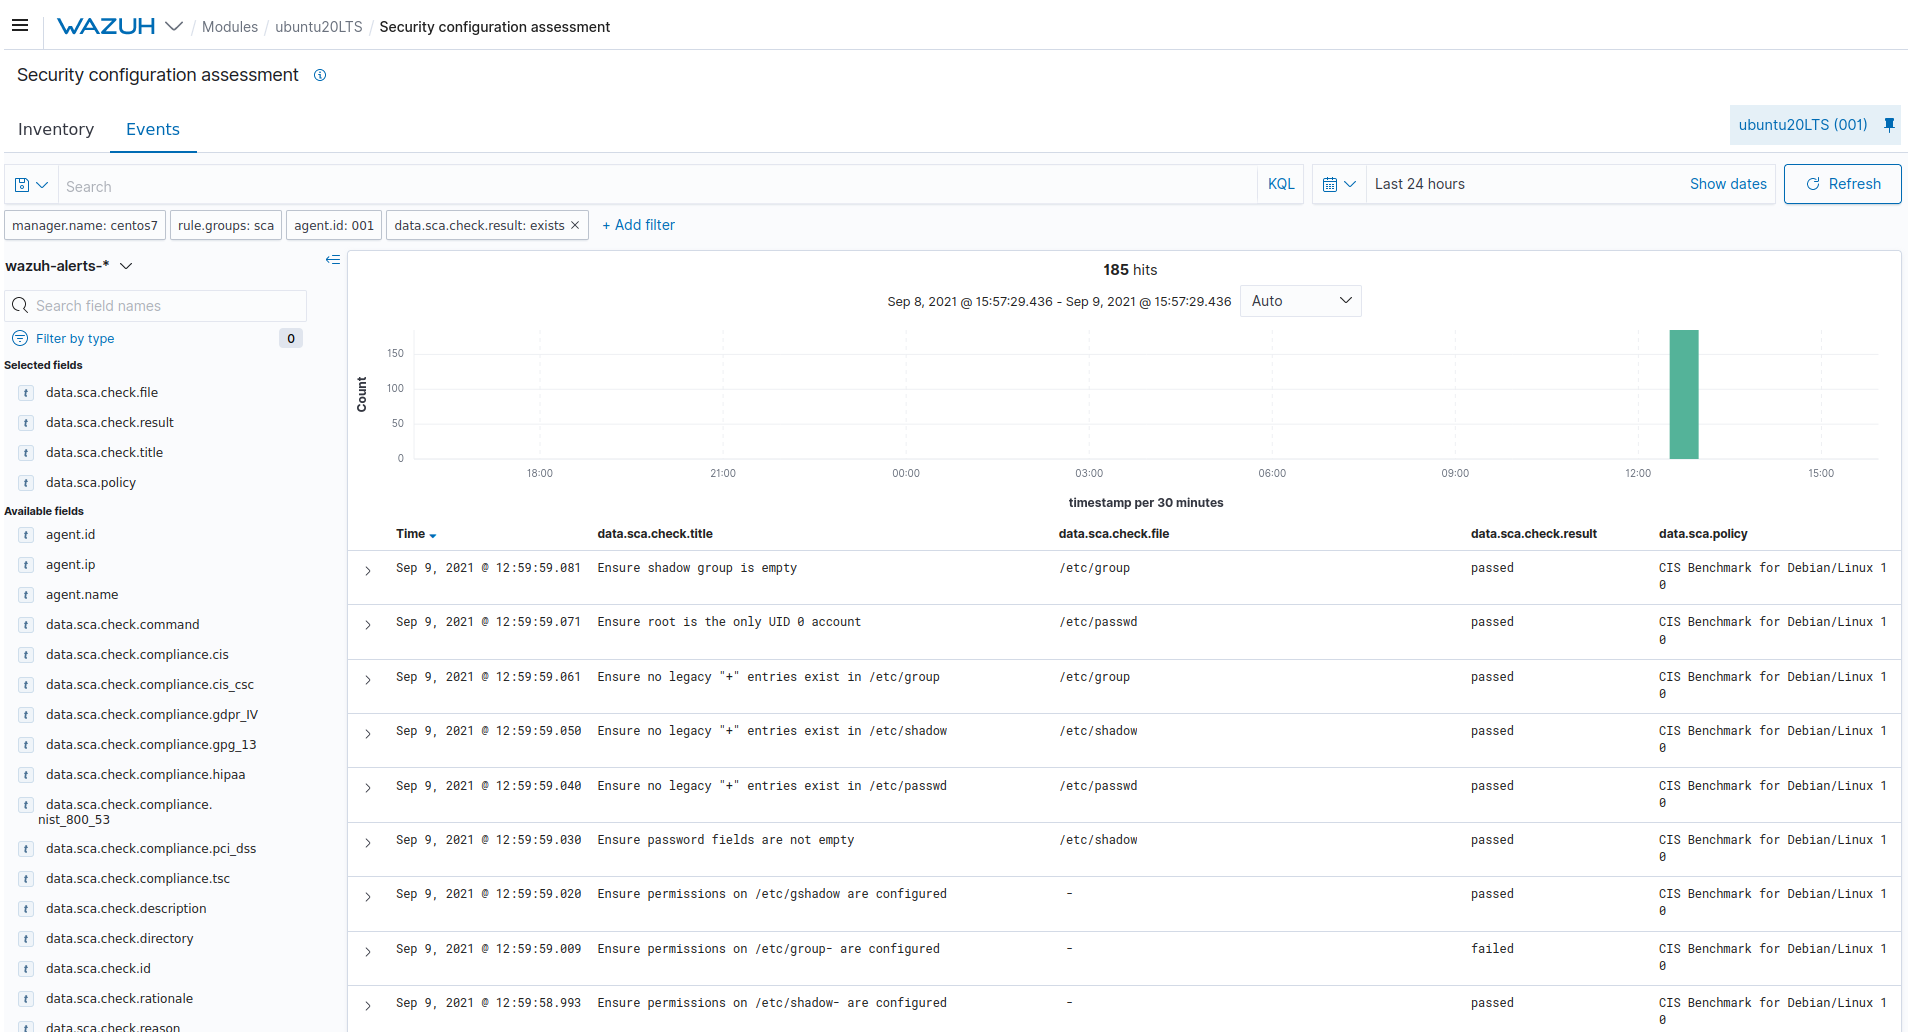 WAZUH / Modules / ubuntu20LTS / Security configuration assessment
Security configuration assessment
Inventory Events
ubuntu20LTS (001)
Search KQL Last 24 hours Show dates Refresh
manager.name: centos7 rule.groups: sca agent.id: 001 data.sca.check.result: exists × + Add filter
wazuh-alerts-*
Search field names
Filter by type 0
Selected fields
t data.sca.check.file
t data.sca.check.result
t data.sca.check.title
t data.sca.policy
Available fields
t agent.id
t agent.ip
t agent.name
t data.sca.check.command
t data.sca.check.compliance.cis
t data.sca.check.compliance.cis_csc
t data.sca.check.compliance.gdpr_IV
t data.sca.check.compliance.gpg_13
t data.sca.check.compliance.hipaa
t data.sca.check.compliance.
nist_800_53
t data.sca.check.compliance.pci_dss
t data.sca.check.compliance.tsc
t data.sca.check.description
t data.sca.check.directory
t data.sca.check.id
t data.sca.check.rationale
t data.sca.check.reason
185 hits
Sep 8, 2021 @ 15:57:29.436 - Sep 9, 2021 @ 15:57:29.436 Auto
Count
150
100
50
0
18:00 21:00 00:00 03:00 06:00 09:00 12:00 15:00
timestamp per 30 minutes
Time data.sca.check.title data.sca.check.file data.sca.check.result data.sca.policy
Sep 9, 2021 @ 12:59:59.081 Ensure shadow group is empty /etc/group passed CIS Benchmark for Debian/Linux 1
0
Sep 9, 2021 @ 12:59:59.071 Ensure root is the only UID 0 account /etc/passwd passed CIS Benchmark for Debian/Linux 1
0
Sep 9, 2021 @ 12:59:59.061 Ensure no legacy "+" entries exist in /etc/group /etc/group passed CIS Benchmark for Debian/Linux 1
0
Sep 9, 2021 @ 12:59:59.050 Ensure no legacy "+" entries exist in /etc/shadow /etc/shadow passed CIS Benchmark for Debian/Linux 1
0
Sep 9, 2021 @ 12:59:59.040 Ensure no legacy "+" entries exist in /etc/passwd /etc/passwd passed CIS Benchmark for Debian/Linux 1
0
Sep 9, 2021 @ 12:59:59.030 Ensure password fields are not empty /etc/shadow passed CIS Benchmark for Debian/Linux 1
0
Sep 9, 2021 @ 12:59:59.020 Ensure permissions on /etc/gshadow are configured - passed CIS Benchmark for Debian/Linux 1
0
Sep 9, 2021 @ 12:59:59.009 Ensure permissions on /etc/group- are configured - failed CIS Benchmark for Debian/Linux 1
0
Sep 9, 2021 @ 12:59:58.993 Ensure permissions on /etc/shadow- are configured - passed CIS Benchmark for Debian/Linux 1
0